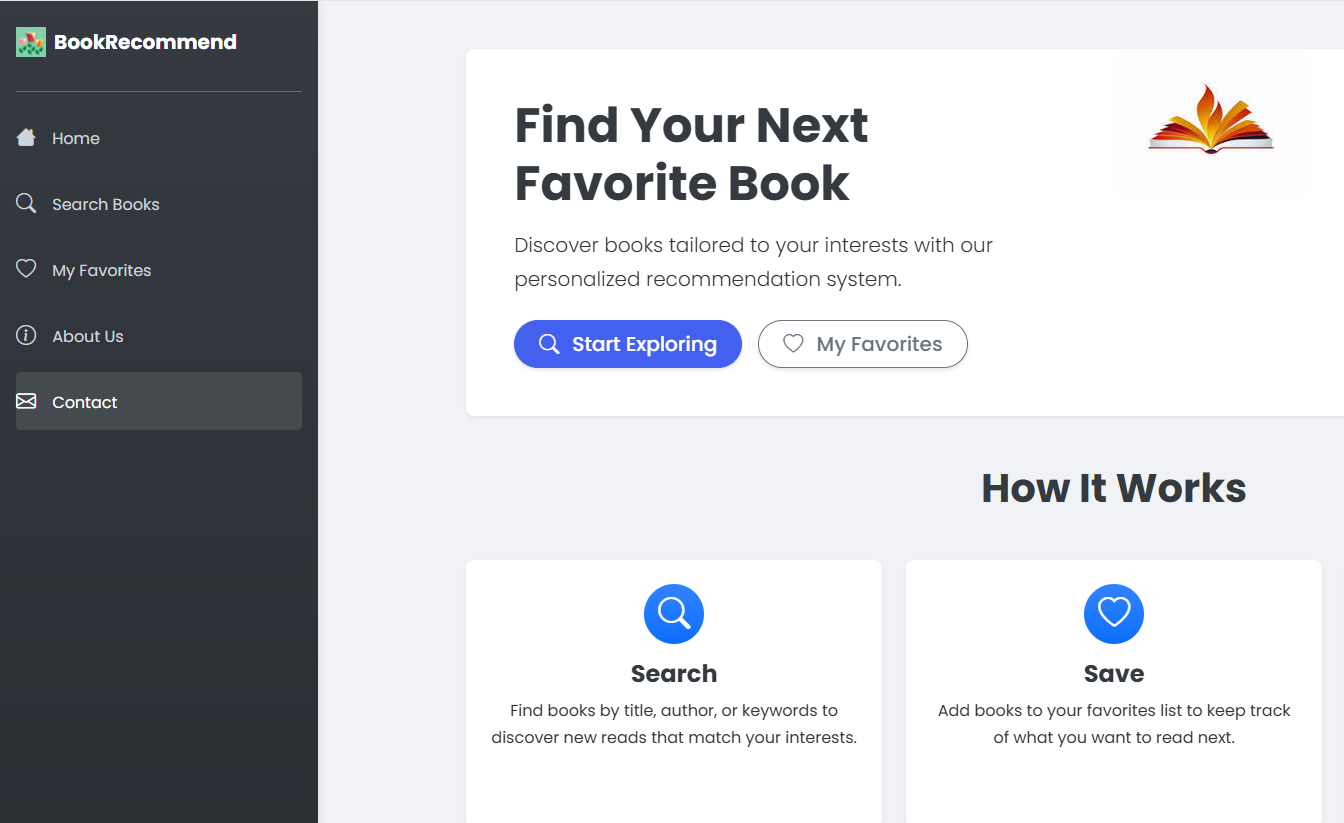 BookRecommend
Home
Search Books
My Favorites
About Us
Contact
Find Your Next
Favorite Book
Discover books tailored to your interests with our
personalized recommendation system.
Start Exploring
My Favorites
How It Works
Search
Find books by title, author, or keywords to
discover new reads that match your interests.
Save
Add books to your favorites list to keep track
of what you want to read next.